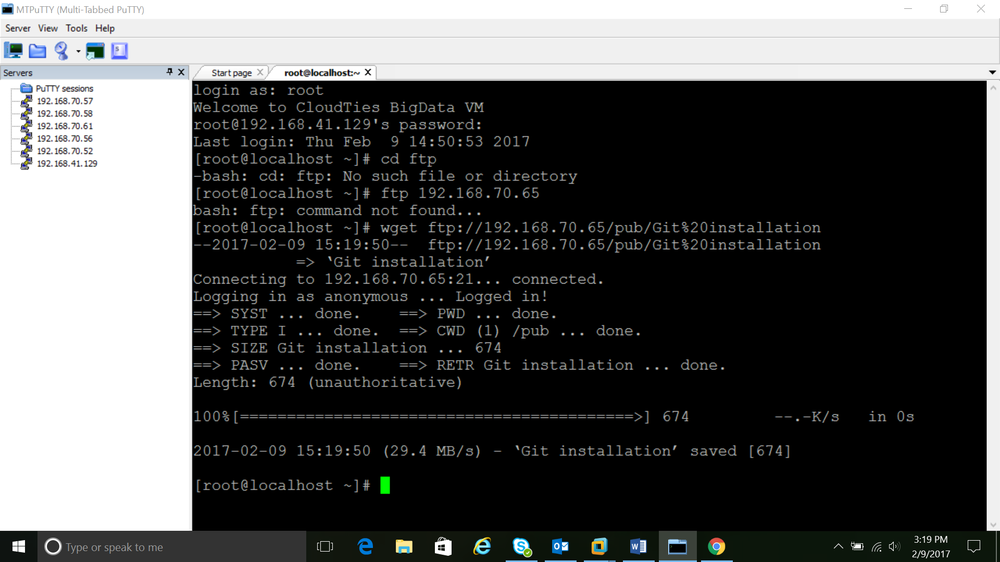 MTPuTTY (Multi-Tabbed PuTTY)
Server View Tools Help
Servers
PuTTY sessions
192.168.70.57
192.168.70.58
192.168.70.61
192.168.70.56
192.168.70.52
192.168.41.129
Start page root@localhost:~
login as: root
Welcome to CloudTies BigData VM
root@192.168.41.129's password:
Last login: Thu Feb  9 14:50:53 2017
[root@localhost ~]# cd ftp
-bash: cd: ftp: No such file or directory
[root@localhost ~]# ftp 192.168.70.65
bash: ftp: command not found...
[root@localhost ~]# wget ftp://192.168.70.65/pub/Git%20installation
--2017-02-09 15:19:50--  ftp://192.168.70.65/pub/Git%20installation
           => ‘Git installation’
Connecting to 192.168.70.65:21... connected.
Logging in as anonymous ... Logged in!
==> SYST ... done.    ==> PWD ... done.
==> TYPE I ... done.  ==> CWD (1) /pub ... done.
==> SIZE Git installation ... 674
==> PASV ... done.    ==> RETR Git installation ... done.
Length: 674 (unauthoritative)
100%[==========================================>] 674         --.-K/s   in 0s
2017-02-09 15:19:50 (29.4 MB/s) - ‘Git installation’ saved [674]
[root@localhost ~]#
Type or speak to me
3:19 PM
2/9/2017